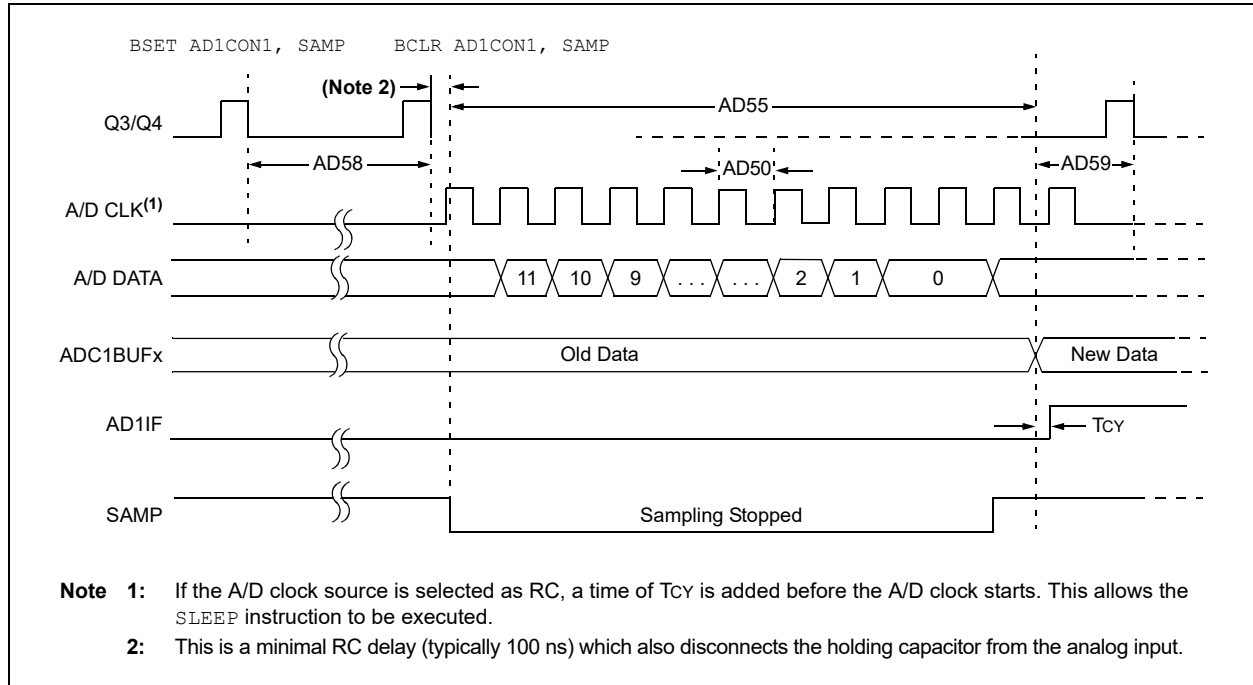 BSET AD1CON1, SAMP BCLR AD1CON1, SAMP
(Note 2)
AD55
Q3/Q4
AD58
AD50
AD59
A/D CLK(1)
A/D DATA
11 10 9 . . . . . . 2 1 0
ADC1BUFx
Old Data
New Data
AD1IF
TCY
SAMP
Sampling Stopped
Note 1: If the A/D clock source is selected as RC, a time of TCY is added before the A/D clock starts. This allows the
SLEEP instruction to be executed.
2: This is a minimal RC delay (typically 100 ns) which also disconnects the holding capacitor from the analog input.